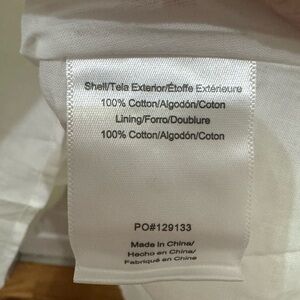 Shell/Tela Exterior/Étoffe Extérieure
100% Cotton/Algodón/Coton
Lining/Forro/Doublure
100% Cotton/Algodón/Coton
PO#129133
Made in China/
Hecho en China/
Fabriqué en Chine